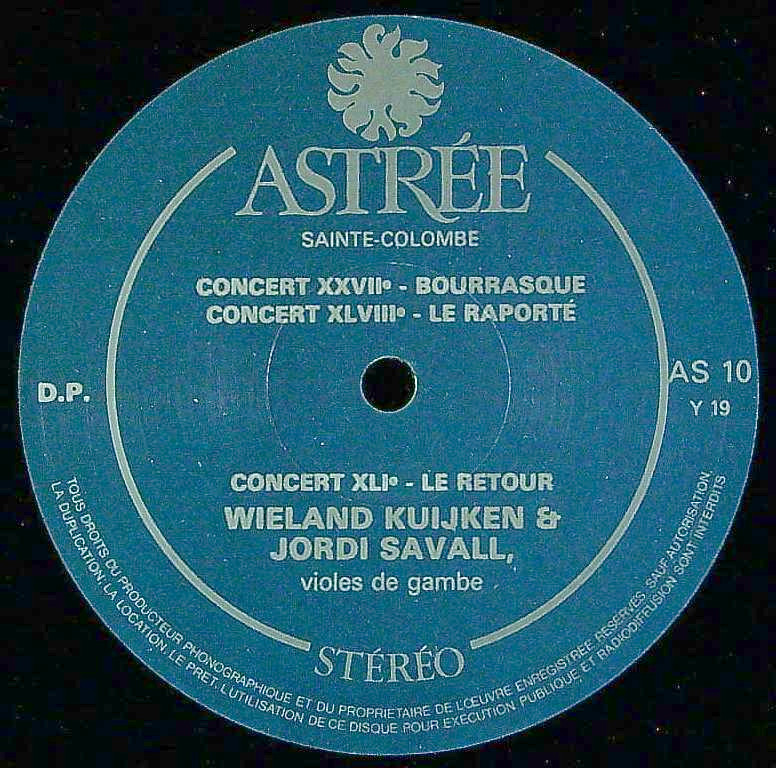 ASTRÉE
SAINTE-COLOMBE
CONCERT XXVIIe - BOURRASQUE
CONCERT XLVIIIe - LE RAPORTÉ
D.P.
AS 10
Y 19
CONCERT XLIe - LE RETOUR
WIELAND KUIJKEN &
JORDI SAVALL,
violes de gambe
STÉRÉO
TOUS DROITS DU PRODUCTEUR PHONOGRAPHIQUE ET DU PROPRIETAIRE DE L'ŒUVRE ENREGISTREE RESERVES. SAUF AUTORISATION,
LA DUPLICATION, LA LOCATION, LE PRET, L'UTILISATION DE CE DISQUE POUR EXECUTION PUBLIQUE ET RADIODIFFUSION SONT INTERDITS